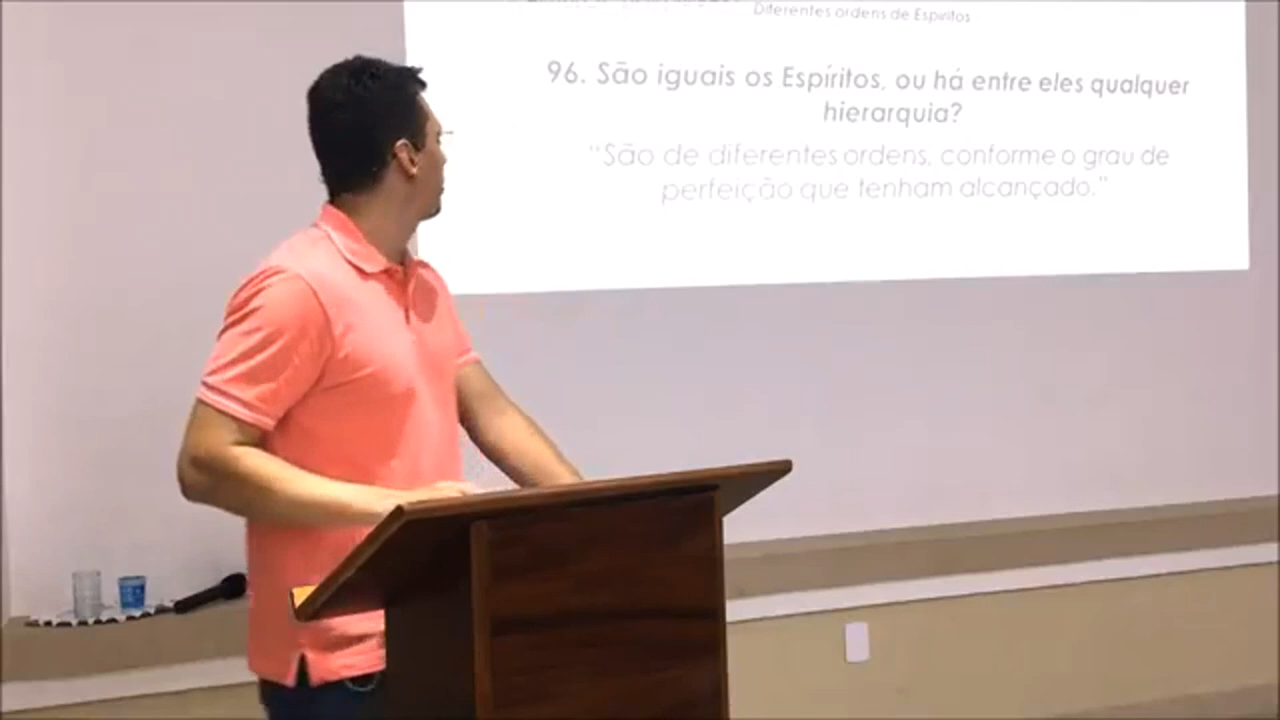 Diferentes ordens de Espíritos
96. São iguais os Espíritos, ou há entre eles qualquer
hierarquia?
“São de diferentes ordens, conforme o grau de
perfeição que tenham alcançado.”